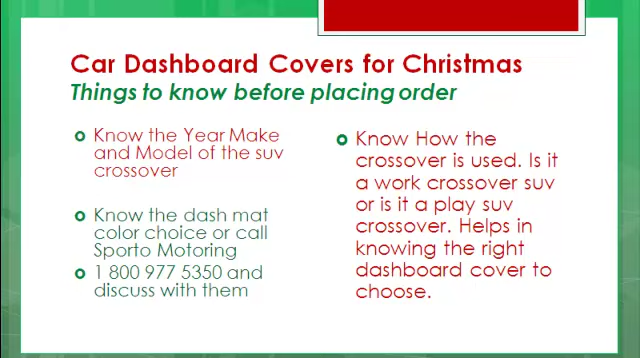 Car Dashboard Covers for Christmas
Things to know before placing order
Know the Year Make
and Model of the suv
crossover
Know the dash mat
color choice or call
Sporto Motoring
1 800 977 5350 and
discuss with them
Know How the
crossover is used. Is it
a work crossover suv
or is it a play suv
crossover. Helps in
knowing the right
dashboard cover to
choose.